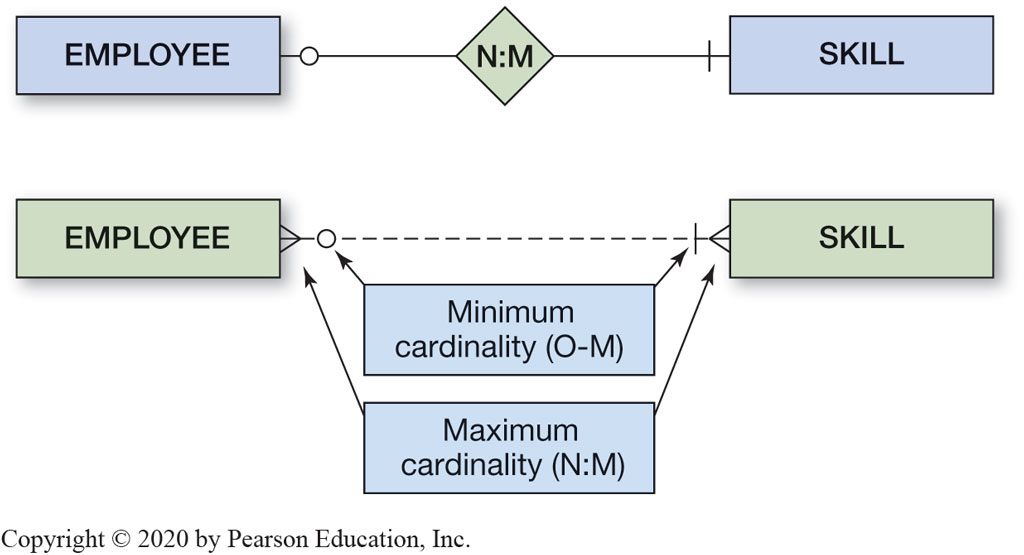 EMPLOYEE
N:M
SKILL
EMPLOYEE
SKILL
Minimum
cardinality (O-M)
Maximum
cardinality (N:M)
Copyright © 2020 by Pearson Education, Inc.